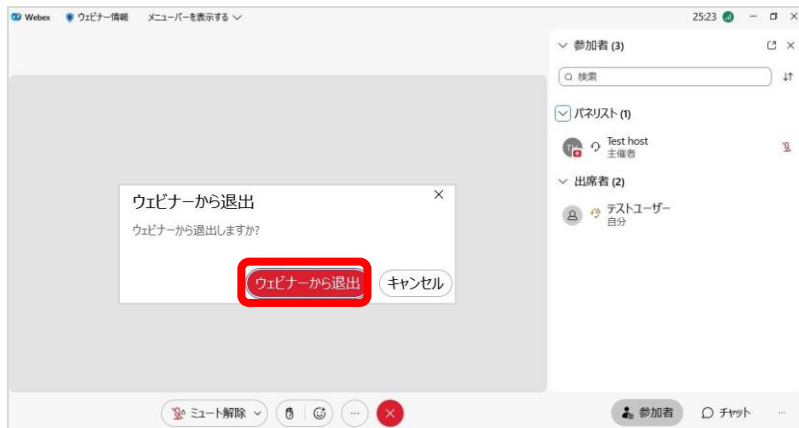 Webex ウェビナー情報 メニューバーを表示する 25:23
参加者 (3)
検索
パネリスト (1)
TH Test host
主催者
出席者 (2)
テストユーザー
自分
ウェビナーから退出
ウェビナーから退出しますか?
ウェビナーから退出 キャンセル
ミュート解除 参加者 チャット